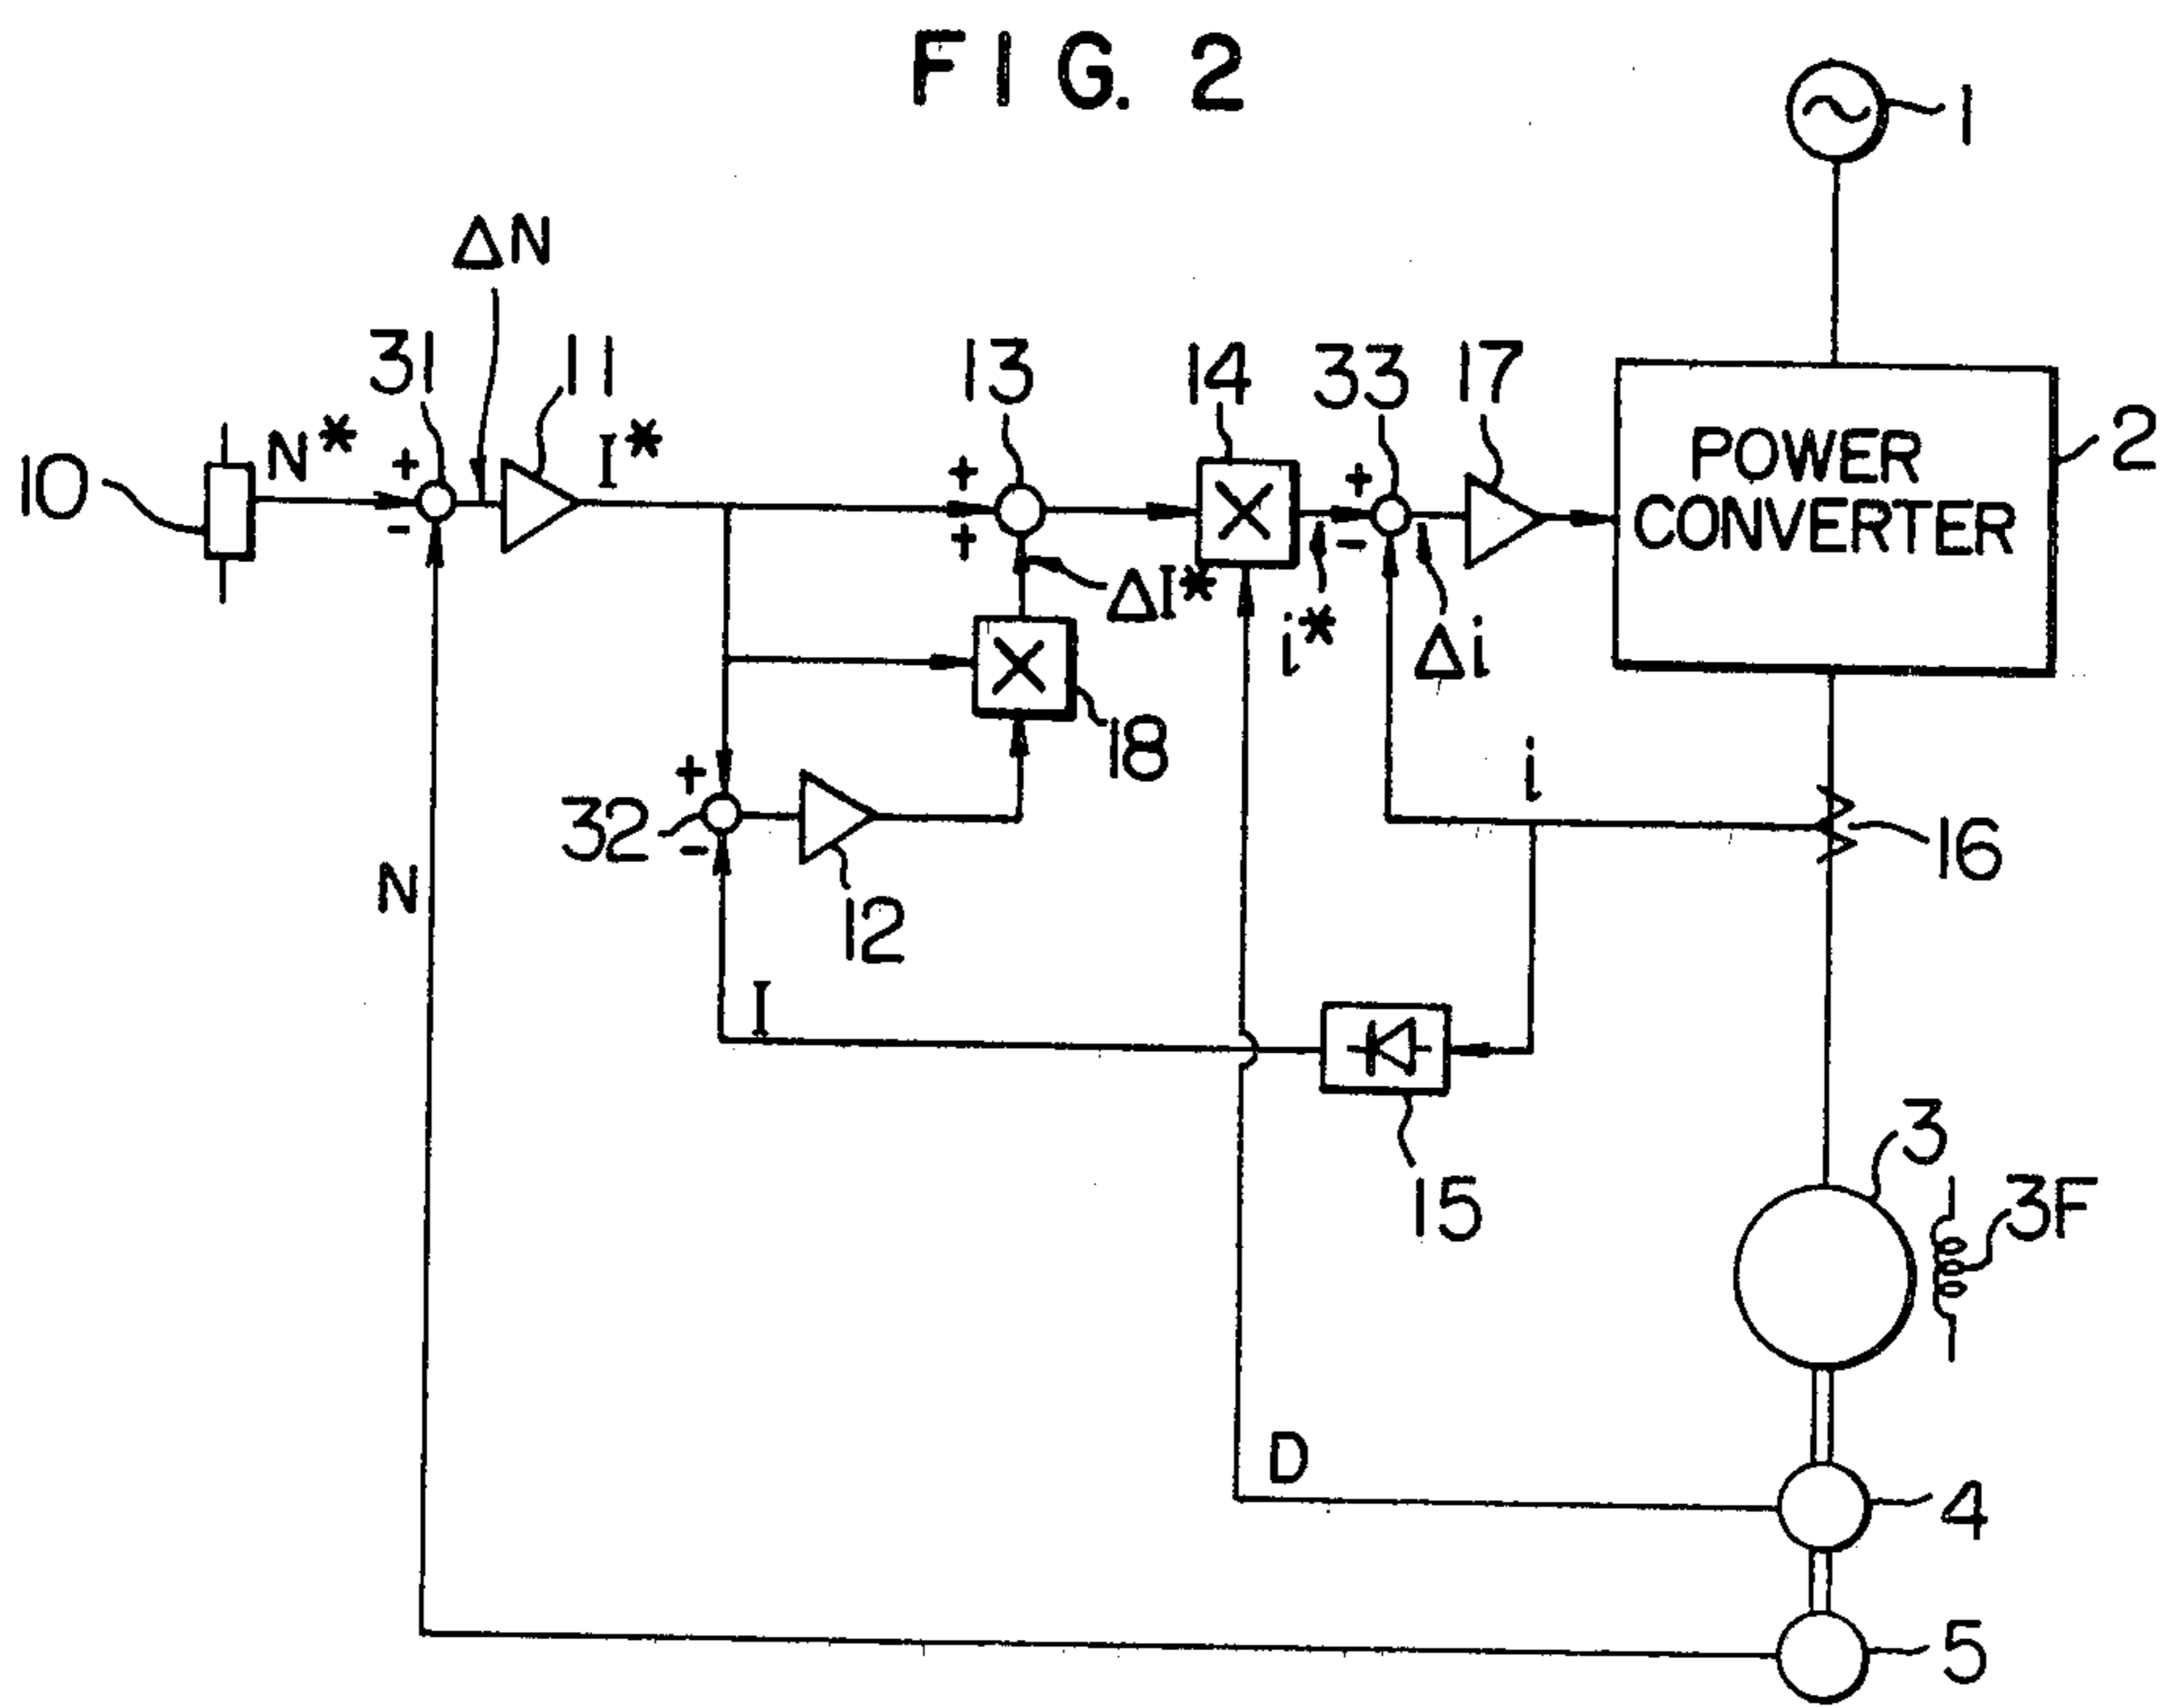 FIG. 2
1
ΔN
31
11
13
14
33
17
10
N*
+
-
I*
+
+
ΔI*
i*
+
-
Δi
POWER
CONVERTER
2
18
+
32
-
12
i
16
N
I
15
3
3F
D
4
5